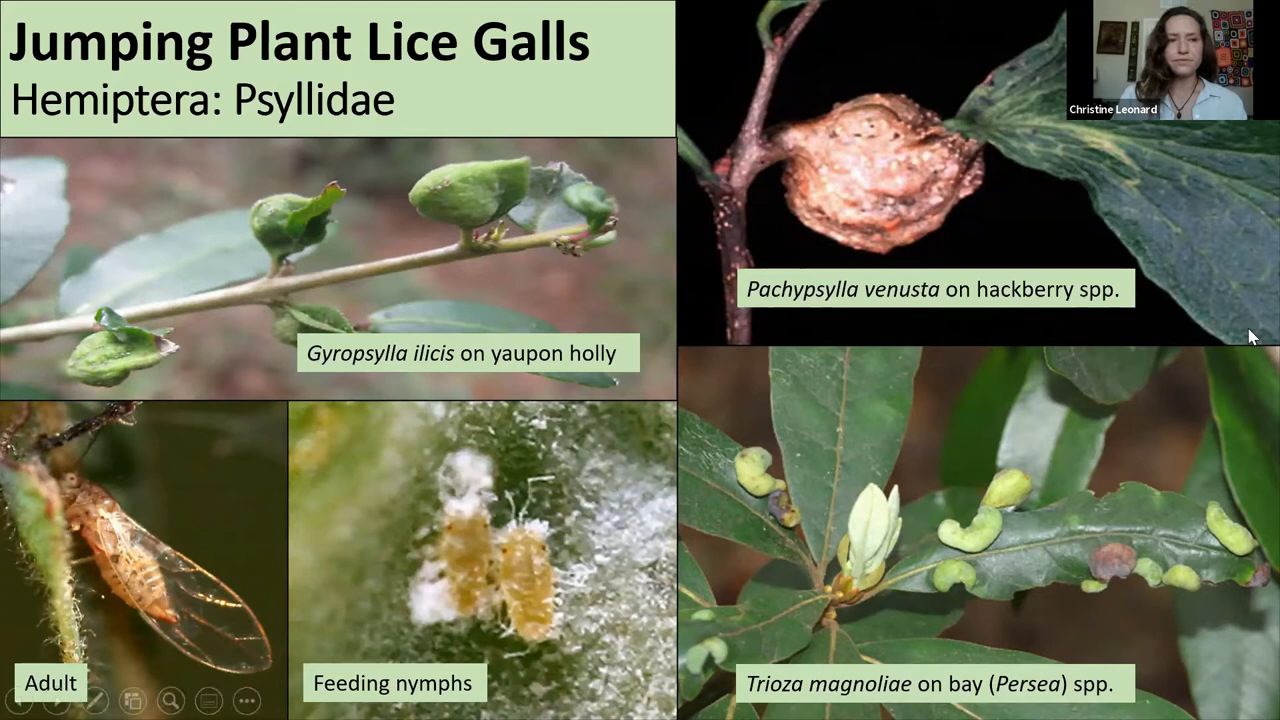 Jumping Plant Lice Galls
Hemiptera: Psyllidae
Christine Leonard
Pachypsylla venusta on hackberry spp.
Gyropsylla ilicis on yaupon holly
Adult
Feeding nymphs
Trioza magnoliae on bay (Persea) spp.